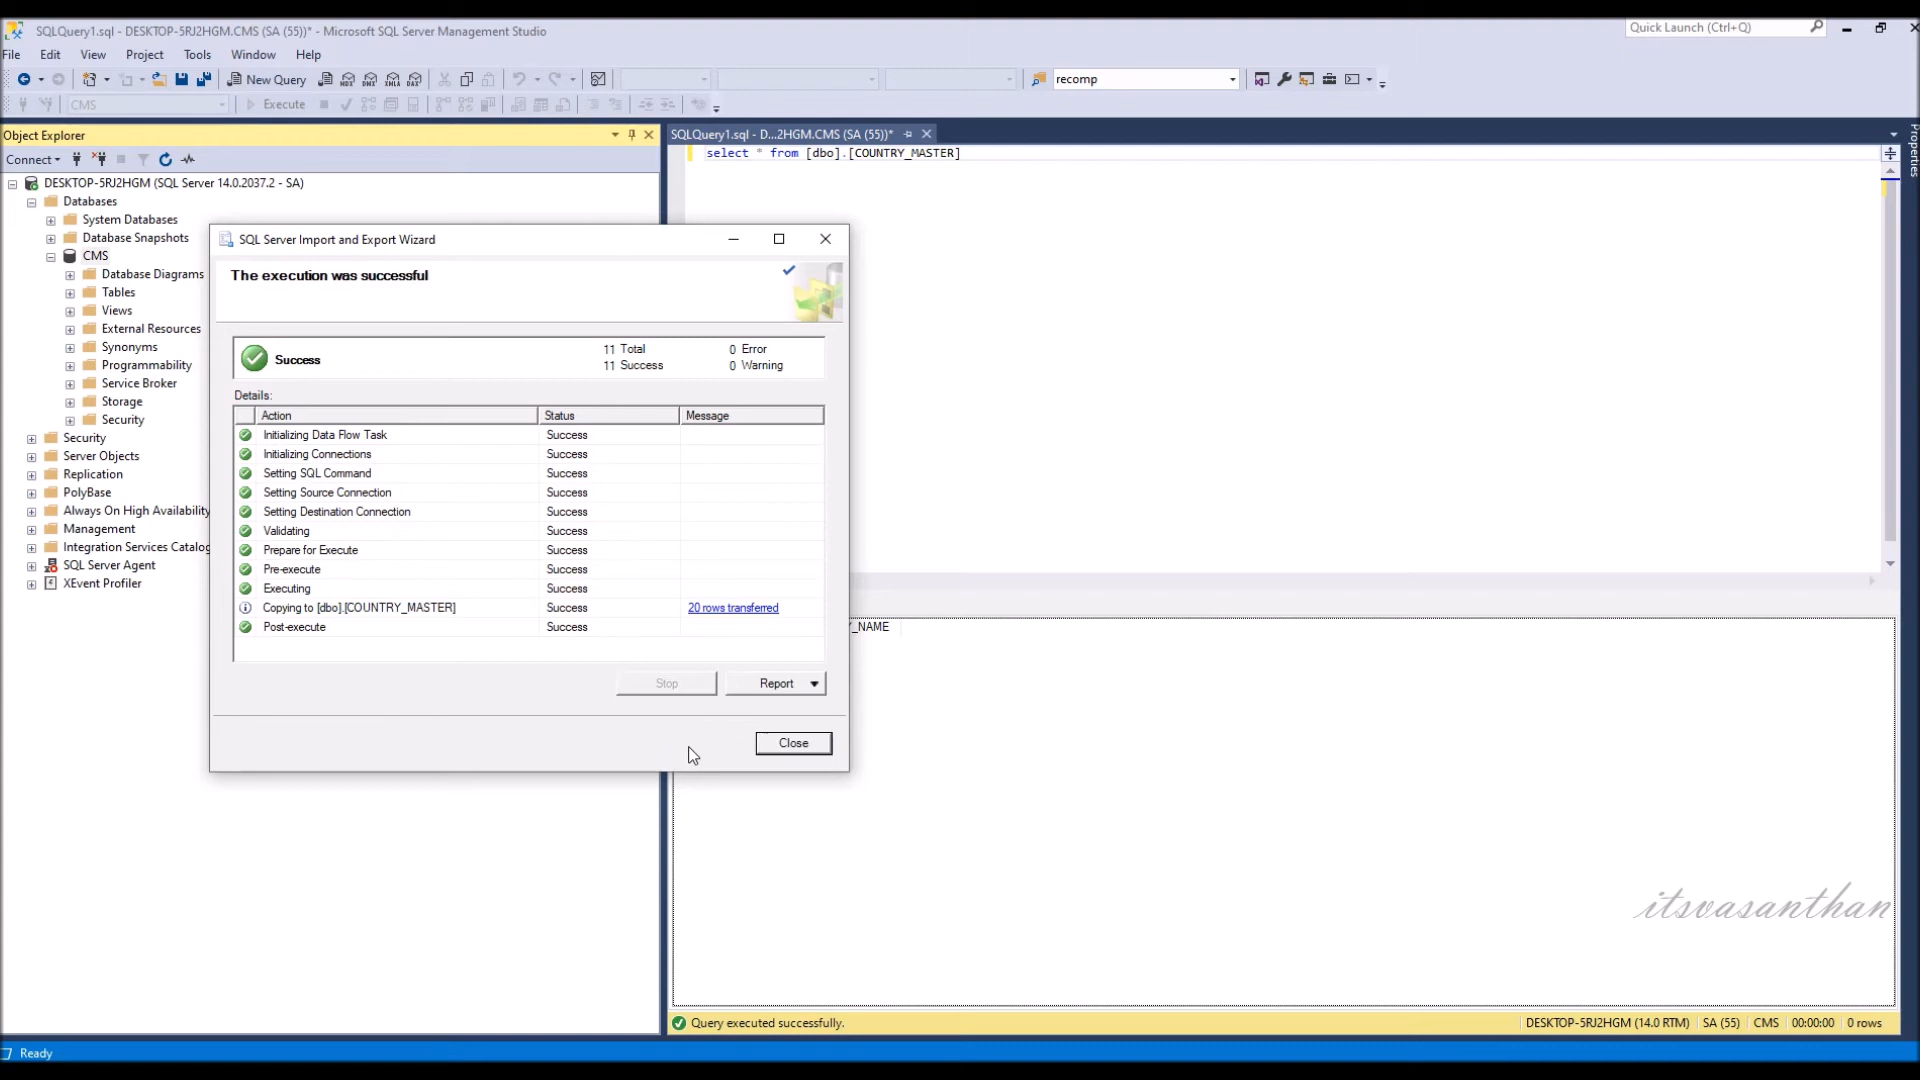 SQLQuery1.sql - DESKTOP-5RJ2HGM.CMS (SA (55))* - Microsoft SQL Server Management Studio
Quick Launch (Ctrl+Q)
File Edit View Project Tools Window Help
New Query
recomp
CMS
Execute
Object Explorer
SQLQuery1.sql - D...2HGM.CMS (SA (55))*
Properties
Connect
select * from [dbo].[COUNTRY_MASTER]
DESKTOP-5RJ2HGM (SQL Server 14.0.2037.2 - SA)
Databases
System Databases
Database Snapshots
CMS
Database Diagrams
Tables
Views
External Resources
Synonyms
Programmability
Service Broker
Storage
Security
Security
Server Objects
Replication
PolyBase
Always On High Availability
Management
Integration Services Catalog
SQL Server Agent
XEvent Profiler
SQL Server Import and Export Wizard
The execution was successful
Success
11 Total 0 Error
11 Success 0 Warning
Details:
Action Status Message
Initializing Data Flow Task Success
Initializing Connections Success
Setting SQL Command Success
Setting Source Connection Success
Setting Destination Connection Success
Validating Success
Prepare for Execute Success
Pre-execute Success
Executing Success
Copying to [dbo].[COUNTRY_MASTER] Success 20 rows transferred
Post-execute Success
Stop Report
Close
_NAME
itsvasanthan
Query executed successfully.
DESKTOP-5RJ2HGM (14.0 RTM) SA (55) CMS 00:00:00 0 rows
Ready